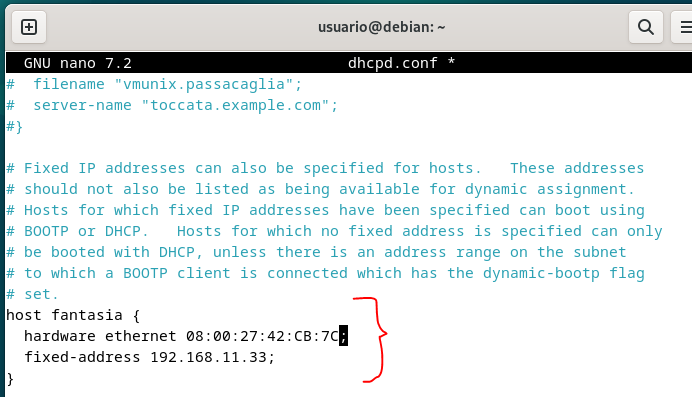 usuario@debian: ~
GNU nano 7.2 dhcpd.conf *
#  filename "vmunix.passacaglia";
#  server-name "toccata.example.com";
#}
# Fixed IP addresses can also be specified for hosts.   These addresses
# should not also be listed as being available for dynamic assignment.
# Hosts for which fixed IP addresses have been specified can boot using
# BOOTP or DHCP.   Hosts for which no fixed address is specified can only
# be booted with DHCP, unless there is an address range on the subnet
# to which a BOOTP client is connected which has the dynamic-bootp flag
# set.
host fantasia {
  hardware ethernet 08:00:27:42:CB:7C;
  fixed-address 192.168.11.33;
}